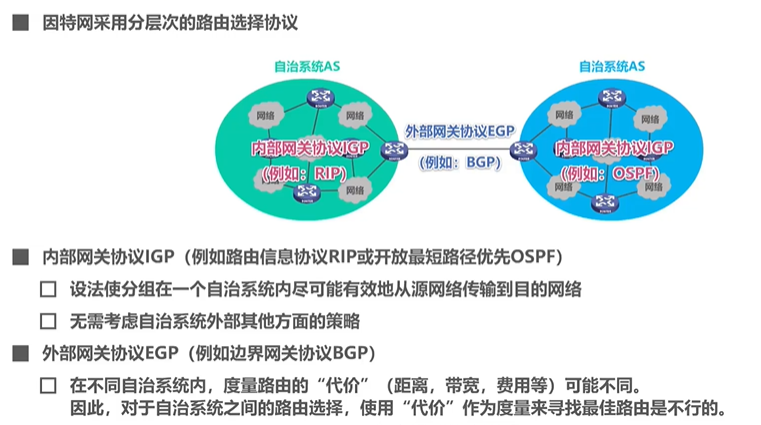 因特网采用分层次的路由选择协议
自治系统AS
自治系统AS
网络
网络
网络
外部网关协议EGP
内部网关协议IGP
内部网关协议IGP
（例如：BGP）
（例如：RIP）
（例如：OSPF）
网络
网络
网络
内部网关协议IGP（例如路由信息协议RIP或开放最短路径优先OSPF）
设法使分组在一个自治系统内尽可能有效地从源网络传输到目的网络
无需考虑自治系统外部其他方面的策略
外部网关协议EGP（例如边界网关协议BGP）
在不同自治系统内，度量路由的“代价”（距离，带宽，费用等）可能不同。
因此，对于自治系统之间的路由选择，使用“代价”作为度量来寻找最佳路由是不行的。